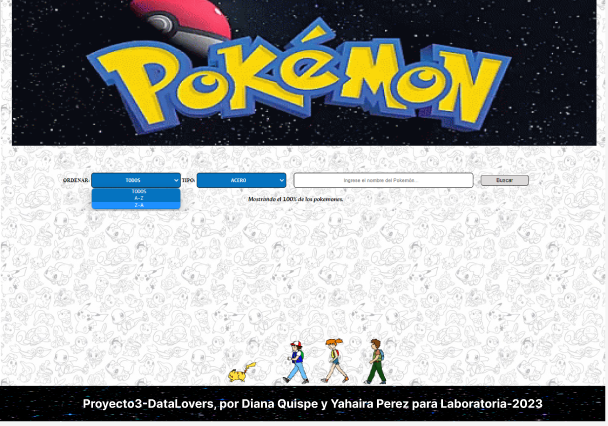 POKéMON
ORDENAR: TODOS TIPO: ACERO Ingrese el nombre del Pokemón... Buscar
TODOS
A-Z
Z-A
Mostrando el 100% de los pokemones.
Proyecto3-DataLovers, por Diana Quispe y Yahaira Perez para Laboratoria-2023